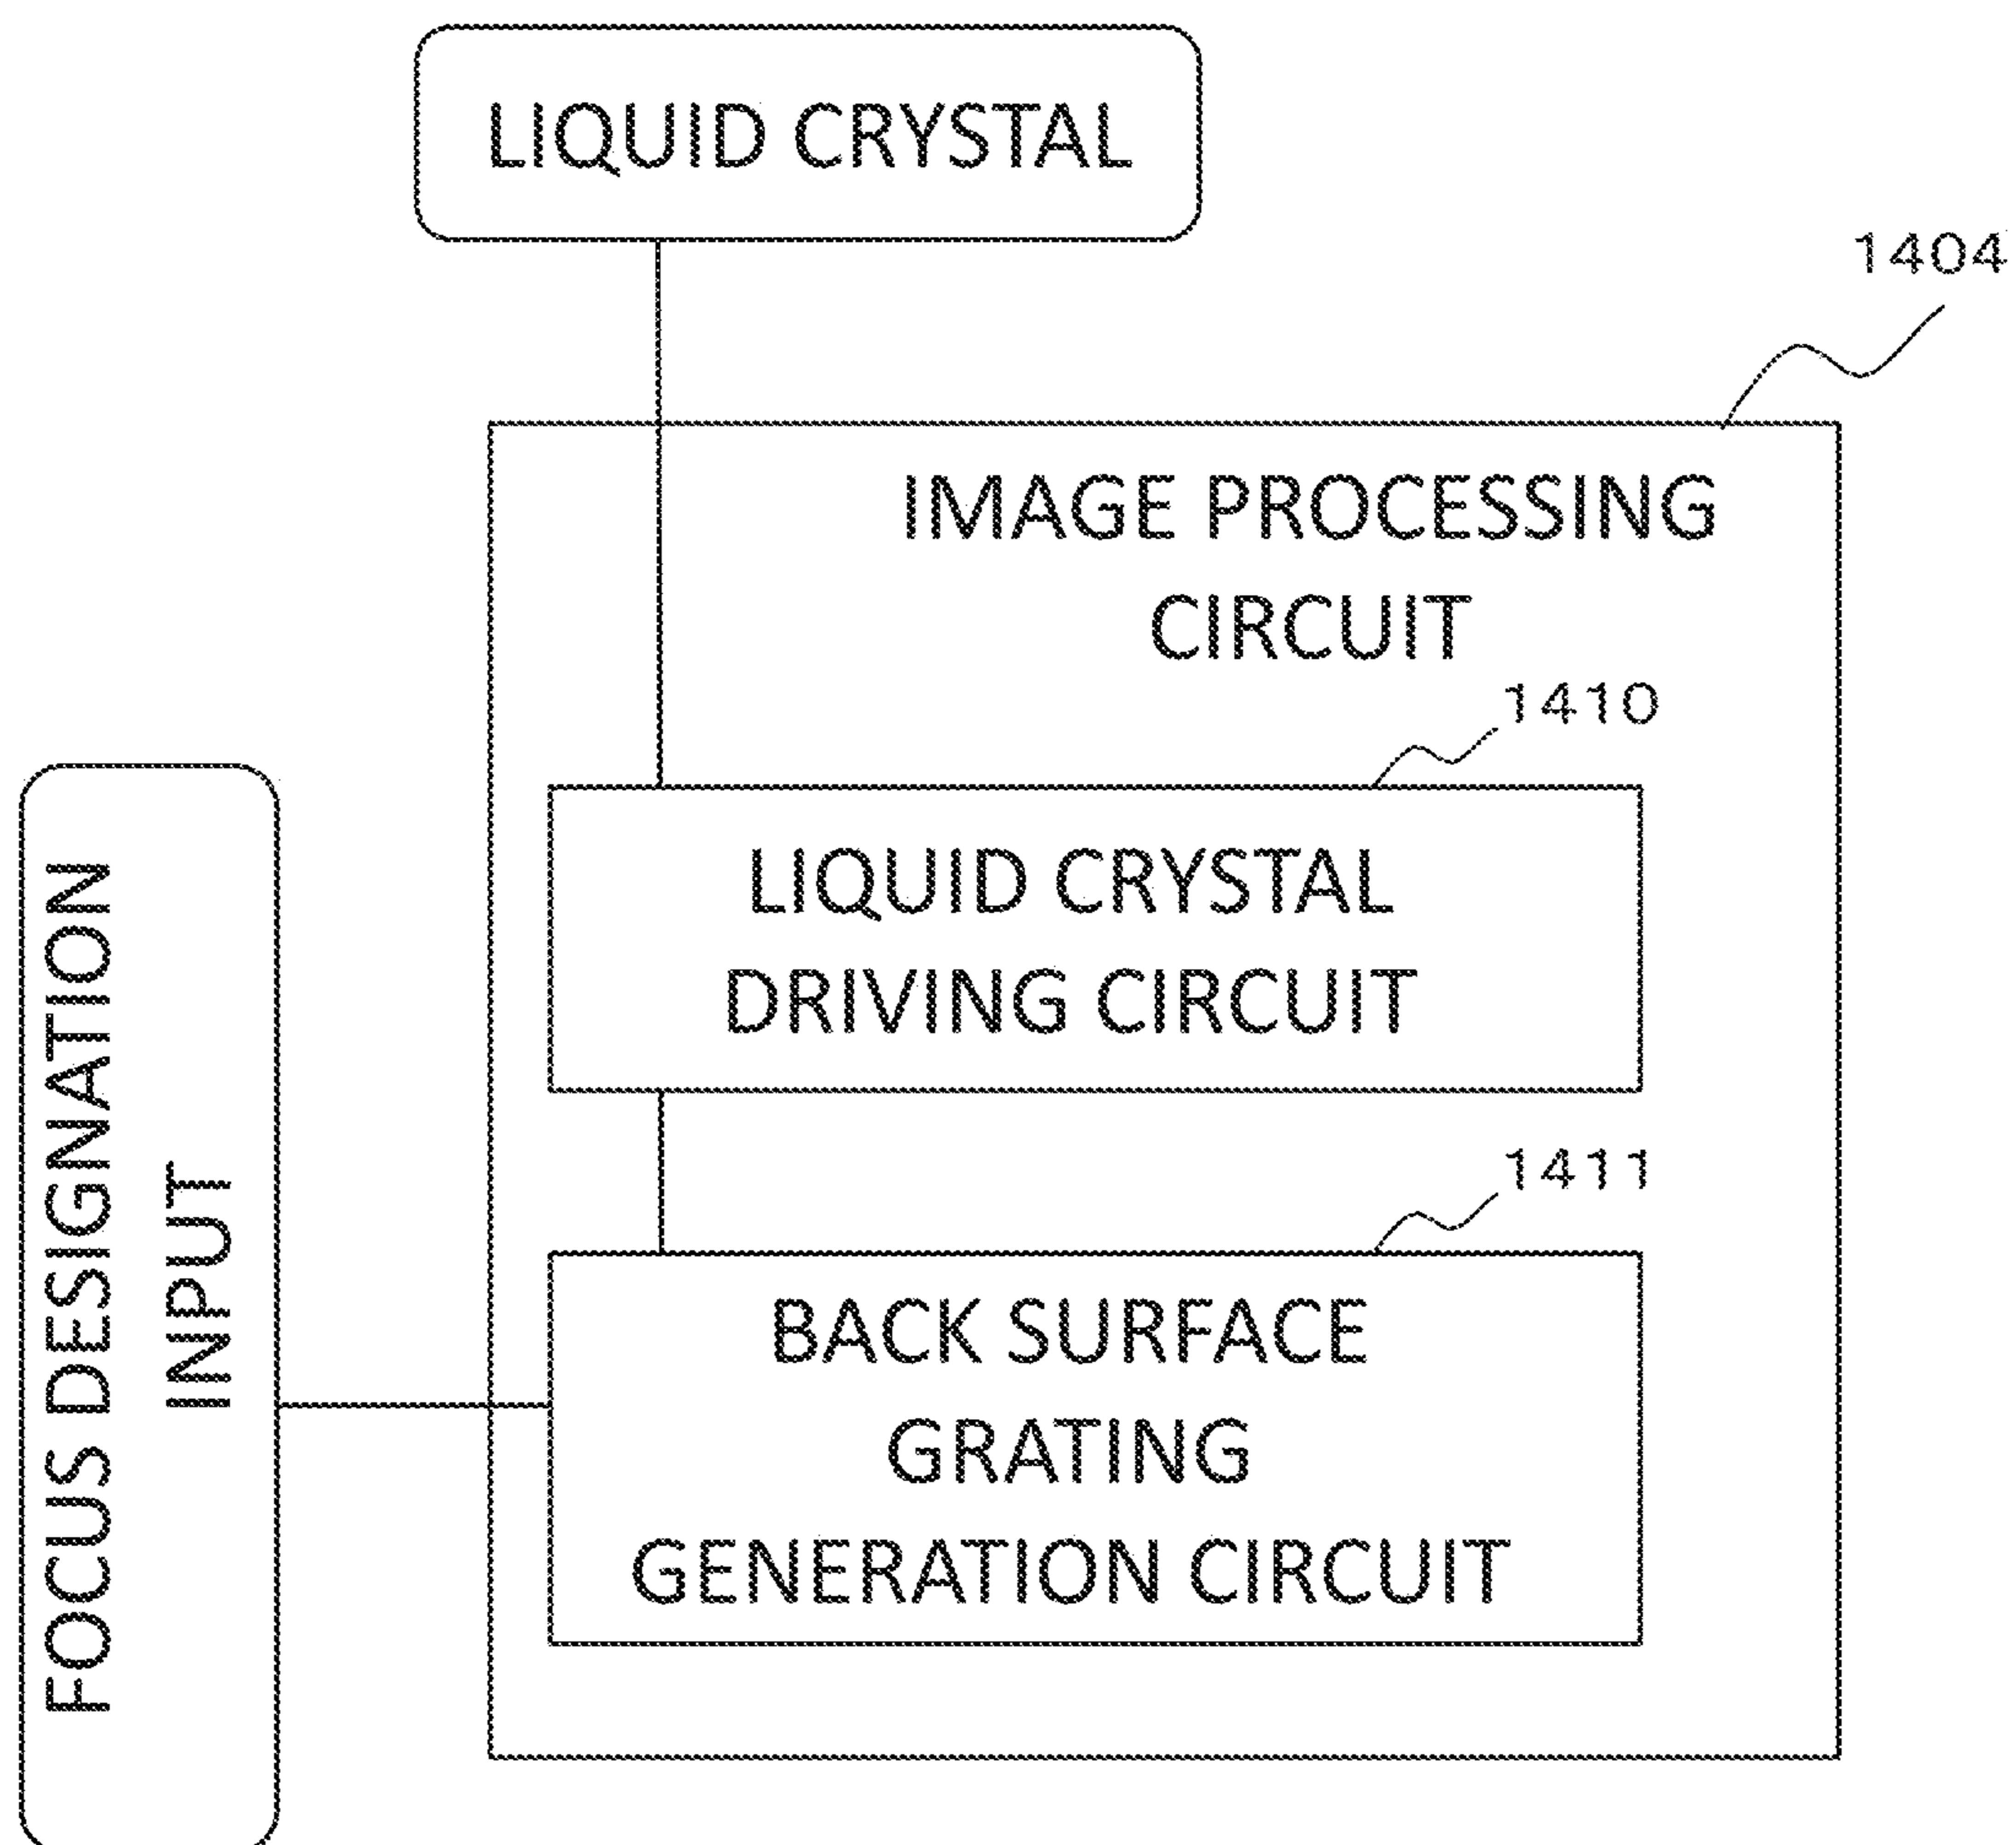 LIQUID CRYSTAL
1404
IMAGE PROCESSING
CIRCUIT
1410
LIQUID CRYSTAL
DRIVING CIRCUIT
1411
BACK SURFACE
GRATING
GENERATION CIRCUIT
FOCUS DESIGNATION
INPUT